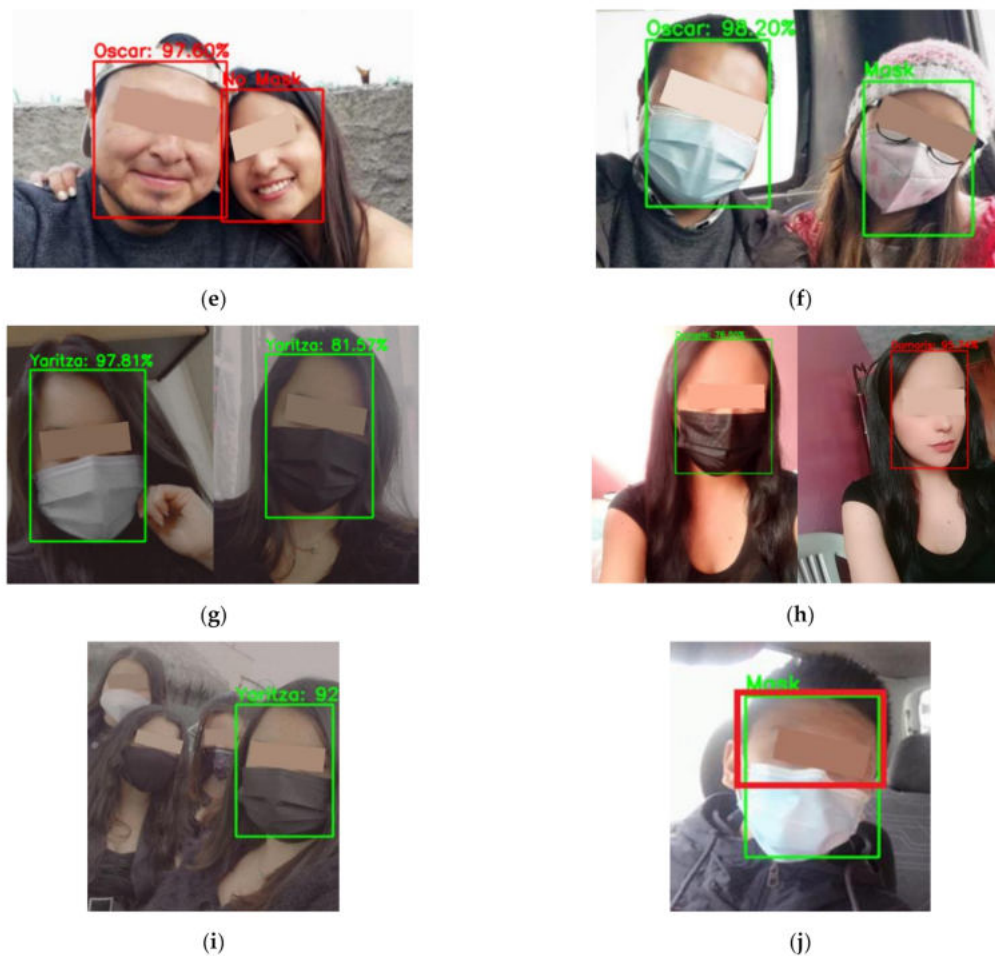 Oscar: 97.60%
No Mask
Oscar: 98.20%
Mask
(e)
(f)
Yaritza: 97.81%
Yaritza: 81.57%
(g)
(h)
Yaritza: 92
Mask
(i)
(j)